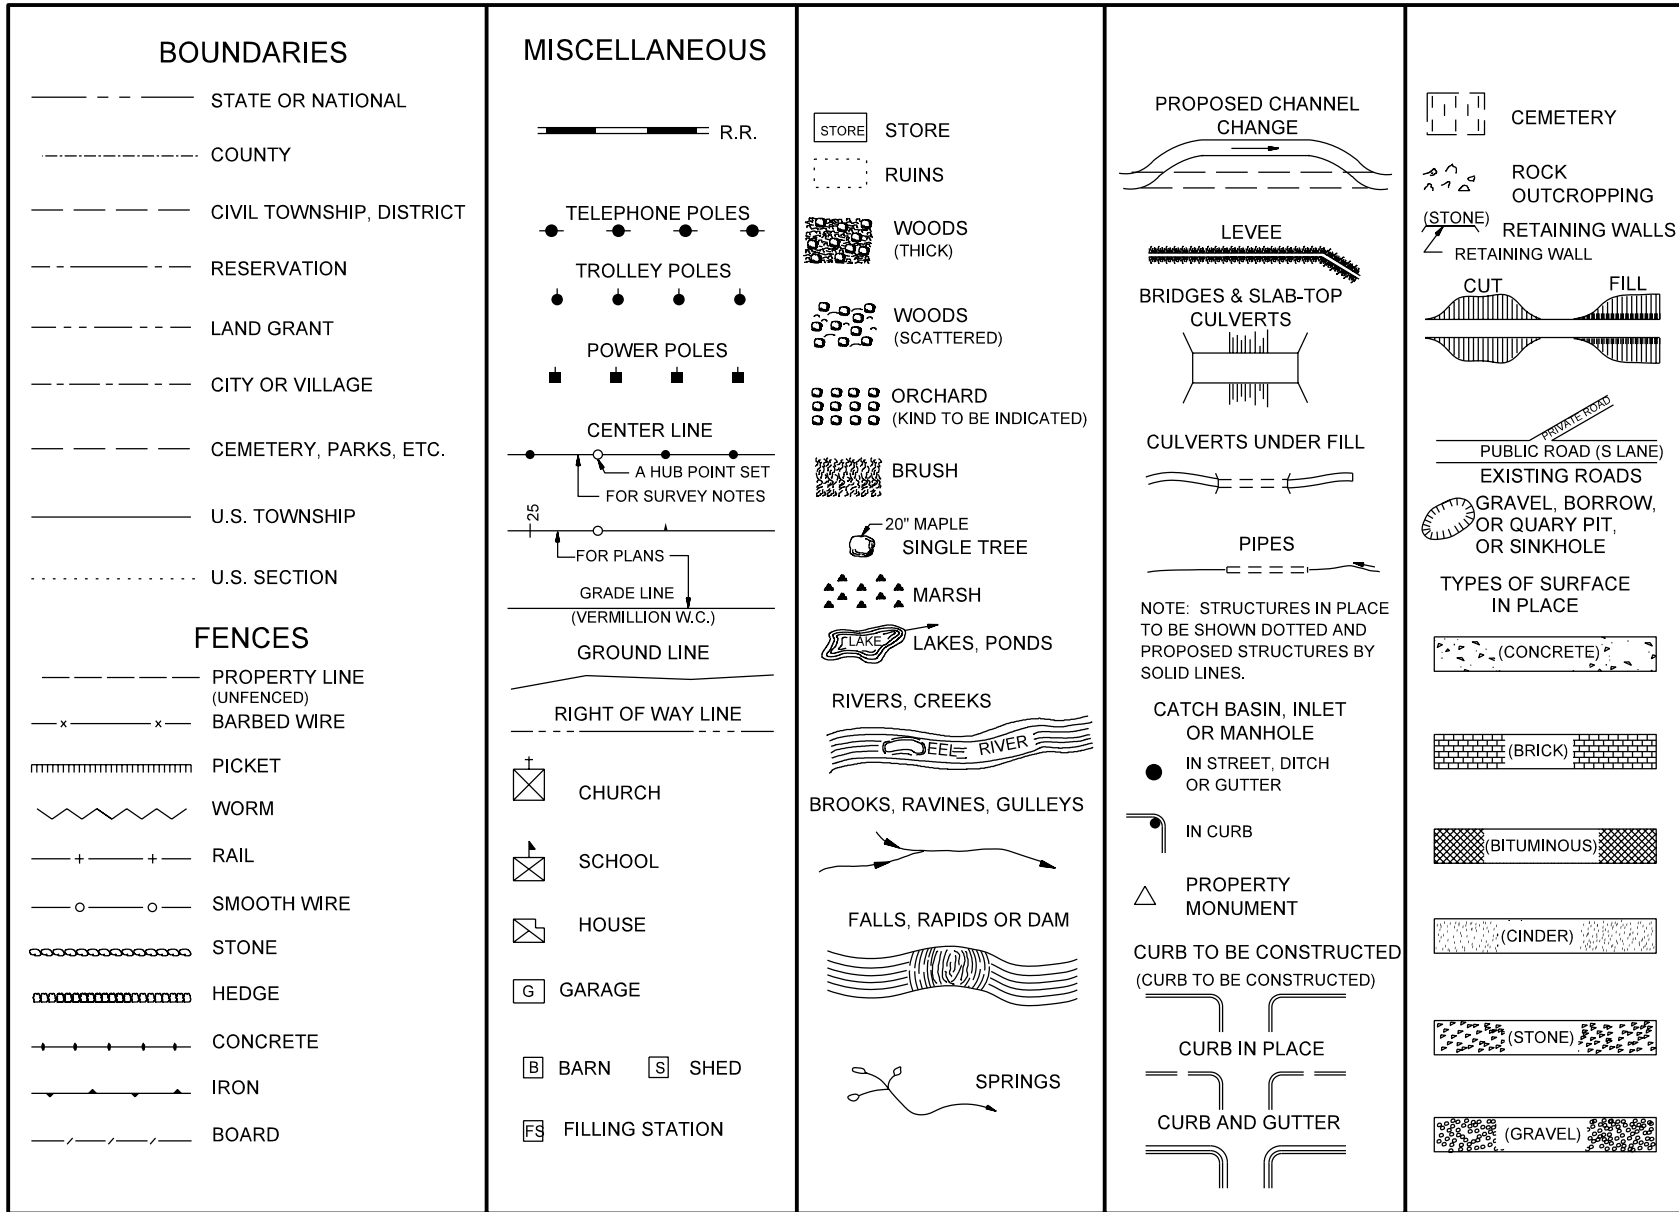 BOUNDARIES
STATE OR NATIONAL
COUNTY
CIVIL TOWNSHIP, DISTRICT
RESERVATION
LAND GRANT
CITY OR VILLAGE
CEMETERY, PARKS, ETC.
U.S. TOWNSHIP
U.S. SECTION
FENCES
PROPERTY LINE
(UNFENCED)
BARBED WIRE
PICKET
WORM
RAIL
SMOOTH WIRE
STONE
HEDGE
CONCRETE
IRON
BOARD
MISCELLANEOUS
R.R.
TELEPHONE POLES
TROLLEY POLES
POWER POLES
CENTER LINE
A HUB POINT SET
FOR SURVEY NOTES
25
FOR PLANS
GRADE LINE
(VERMILLION W.C.)
GROUND LINE
RIGHT OF WAY LINE
CHURCH
SCHOOL
HOUSE
G GARAGE
B BARN S SHED
FS FILLING STATION
STORE STORE
RUINS
WOODS
(THICK)
WOODS
(SCATTERED)
ORCHARD
(KIND TO BE INDICATED)
BRUSH
20" MAPLE
SINGLE TREE
MARSH
LAKE LAKES, PONDS
RIVERS, CREEKS
EEL RIVER
BROOKS, RAVINES, GULLEYS
FALLS, RAPIDS OR DAM
SPRINGS
PROPOSED CHANNEL
CHANGE
LEVEE
BRIDGES & SLAB-TOP
CULVERTS
CULVERTS UNDER FILL
PIPES
NOTE: STRUCTURES IN PLACE
TO BE SHOWN DOTTED AND
PROPOSED STRUCTURES BY
SOLID LINES.
CATCH BASIN, INLET
OR MANHOLE
IN STREET, DITCH
OR GUTTER
IN CURB
PROPERTY
MONUMENT
CURB TO BE CONSTRUCTED
(CURB TO BE CONSTRUCTED)
CURB IN PLACE
CURB AND GUTTER
CEMETERY
ROCK
OUTCROPPING
(STONE)
RETAINING WALLS
RETAINING WALL
CUT FILL
PRIVATE ROAD
PUBLIC ROAD (S LANE)
EXISTING ROADS
GRAVEL, BORROW,
OR QUARY PIT,
OR SINKHOLE
TYPES OF SURFACE
IN PLACE
(CONCRETE)
(BRICK)
(BITUMINOUS)
(CINDER)
(STONE)
(GRAVEL)